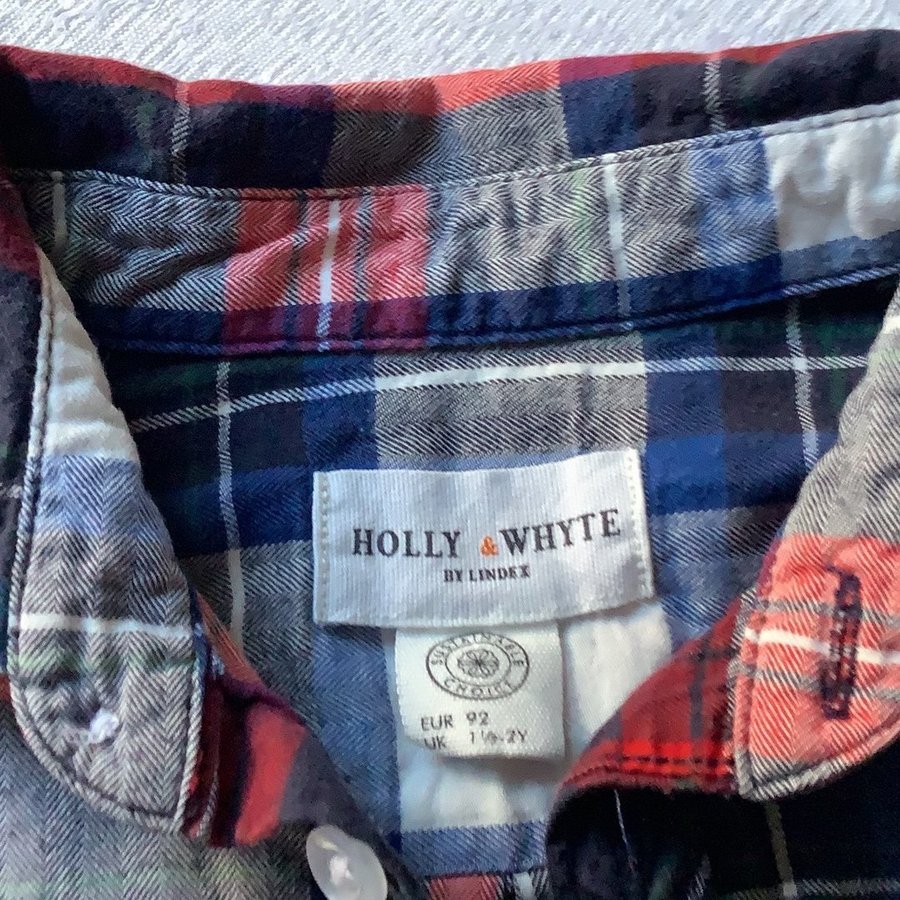 HOLLY & WHYTE
BY LINDEX
SUSTAINABLE
CHOICE
EUR 92
UK 1½-2Y